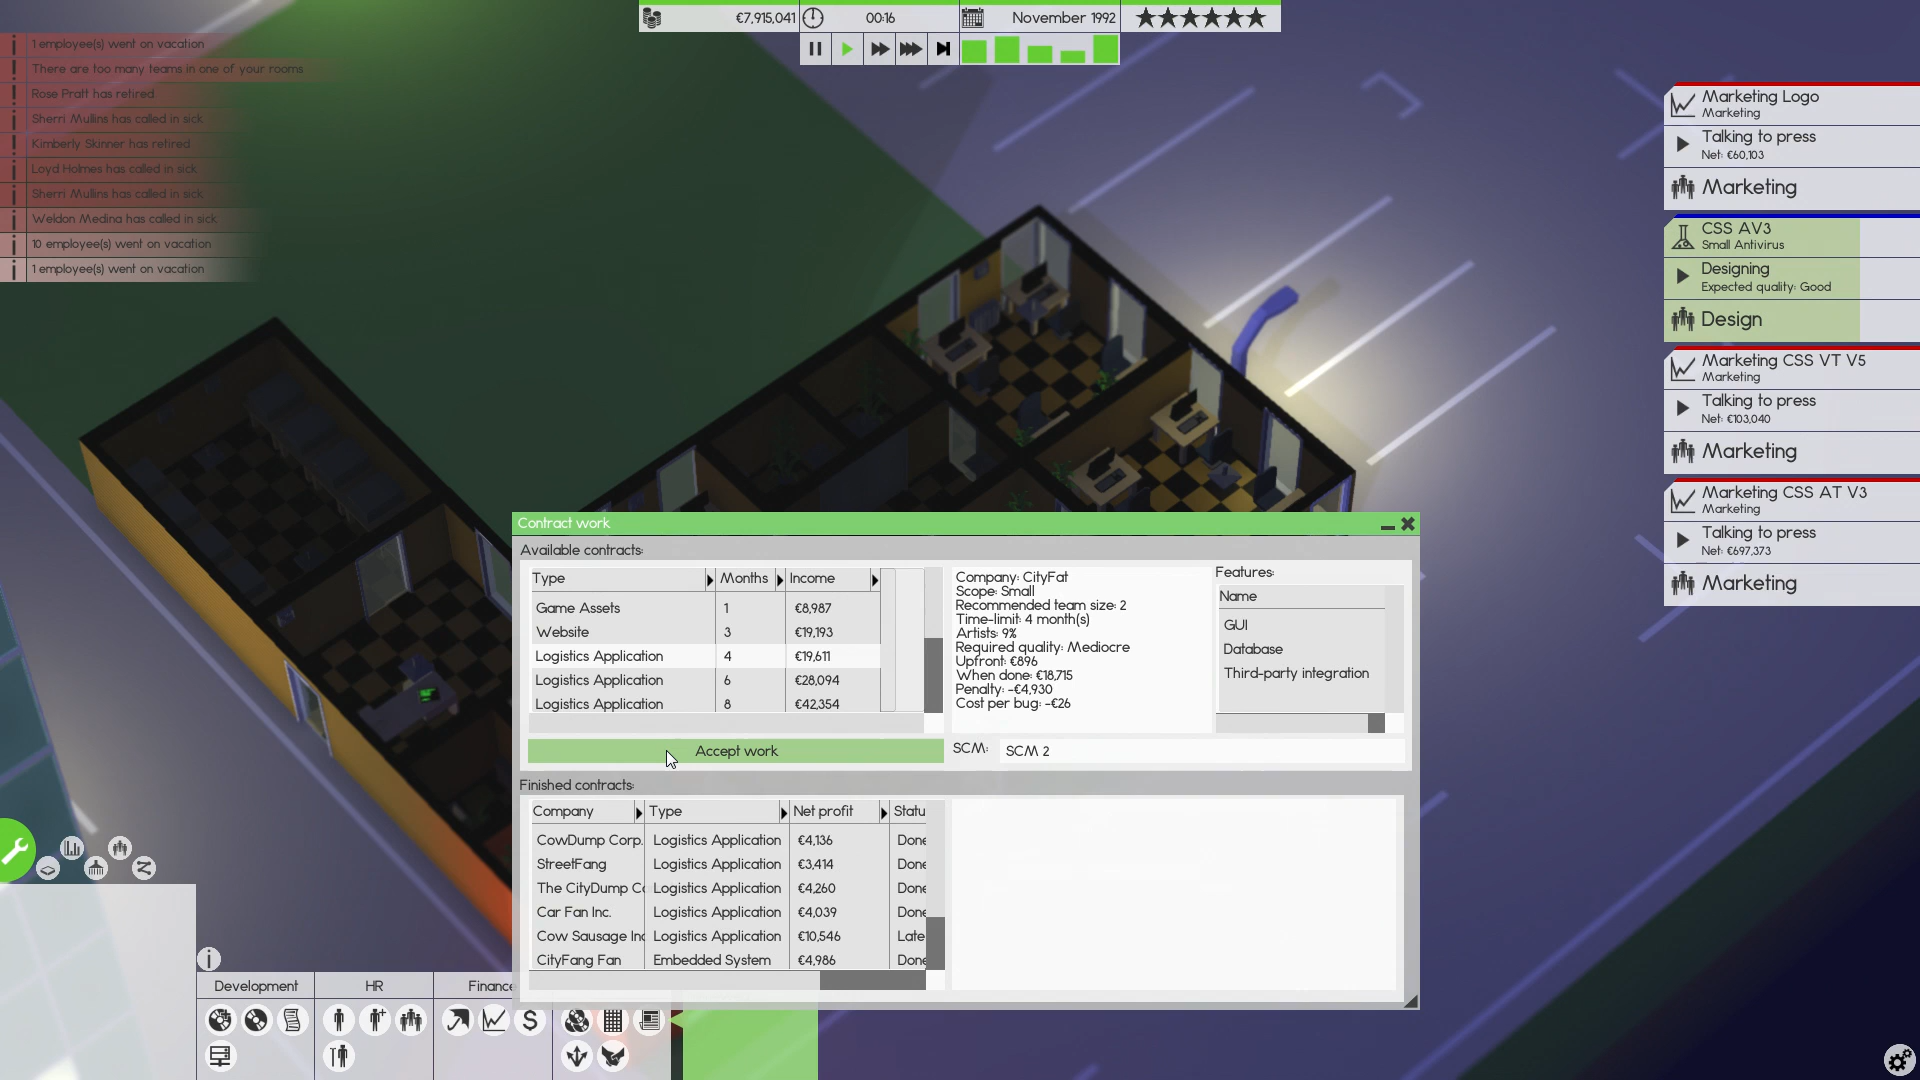 €7,915,041
00:16
November 1992
1 employee(s) went on vacation
There are too many teams in one of your rooms
Rose Pratt has retired
Sherri Mullins has called in sick
Kimberly Skinner has retired
Loyd Holmes has called in sick
Sherri Mullins has called in sick
Weldon Medina has called in sick
10 employee(s) went on vacation
1 employee(s) went on vacation
Marketing Logo
Marketing
Talking to press
Net: €60,103
Marketing
CSS AV3
Small Antivirus
Designing
Expected quality: Good
Design
Marketing CSS VT V5
Marketing
Talking to press
Net: €103,040
Marketing
Marketing CSS AT V3
Marketing
Talking to press
Net: €697,373
Marketing
Contract work
Available contracts:
Type Months Income
Game Assets 1 €8,987
Website 3 €19,193
Logistics Application 4 €19,611
Logistics Application 6 €28,094
Logistics Application 8 €42,354
Company: CityFat
Scope: Small
Recommended team size: 2
Time-limit: 4 month(s)
Artists: 9%
Required quality: Mediocre
Upfront: €896
When done: €18,715
Penalty: -€4,930
Cost per bug: -€26
Features:
Name
GUI
Database
Third-party integration
Accept work
SCM: SCM 2
Finished contracts:
Company Type Net profit Statu
CowDump Corp. Logistics Application €4,136 Done
StreetFang Logistics Application €3,414 Done
The CityDump Co Logistics Application €4,260 Done
Car Fan Inc. Logistics Application €4,039 Done
Cow Sausage Inc Logistics Application €10,546 Late
CityFang Fan Embedded System €4,986 Done
Development HR Finance